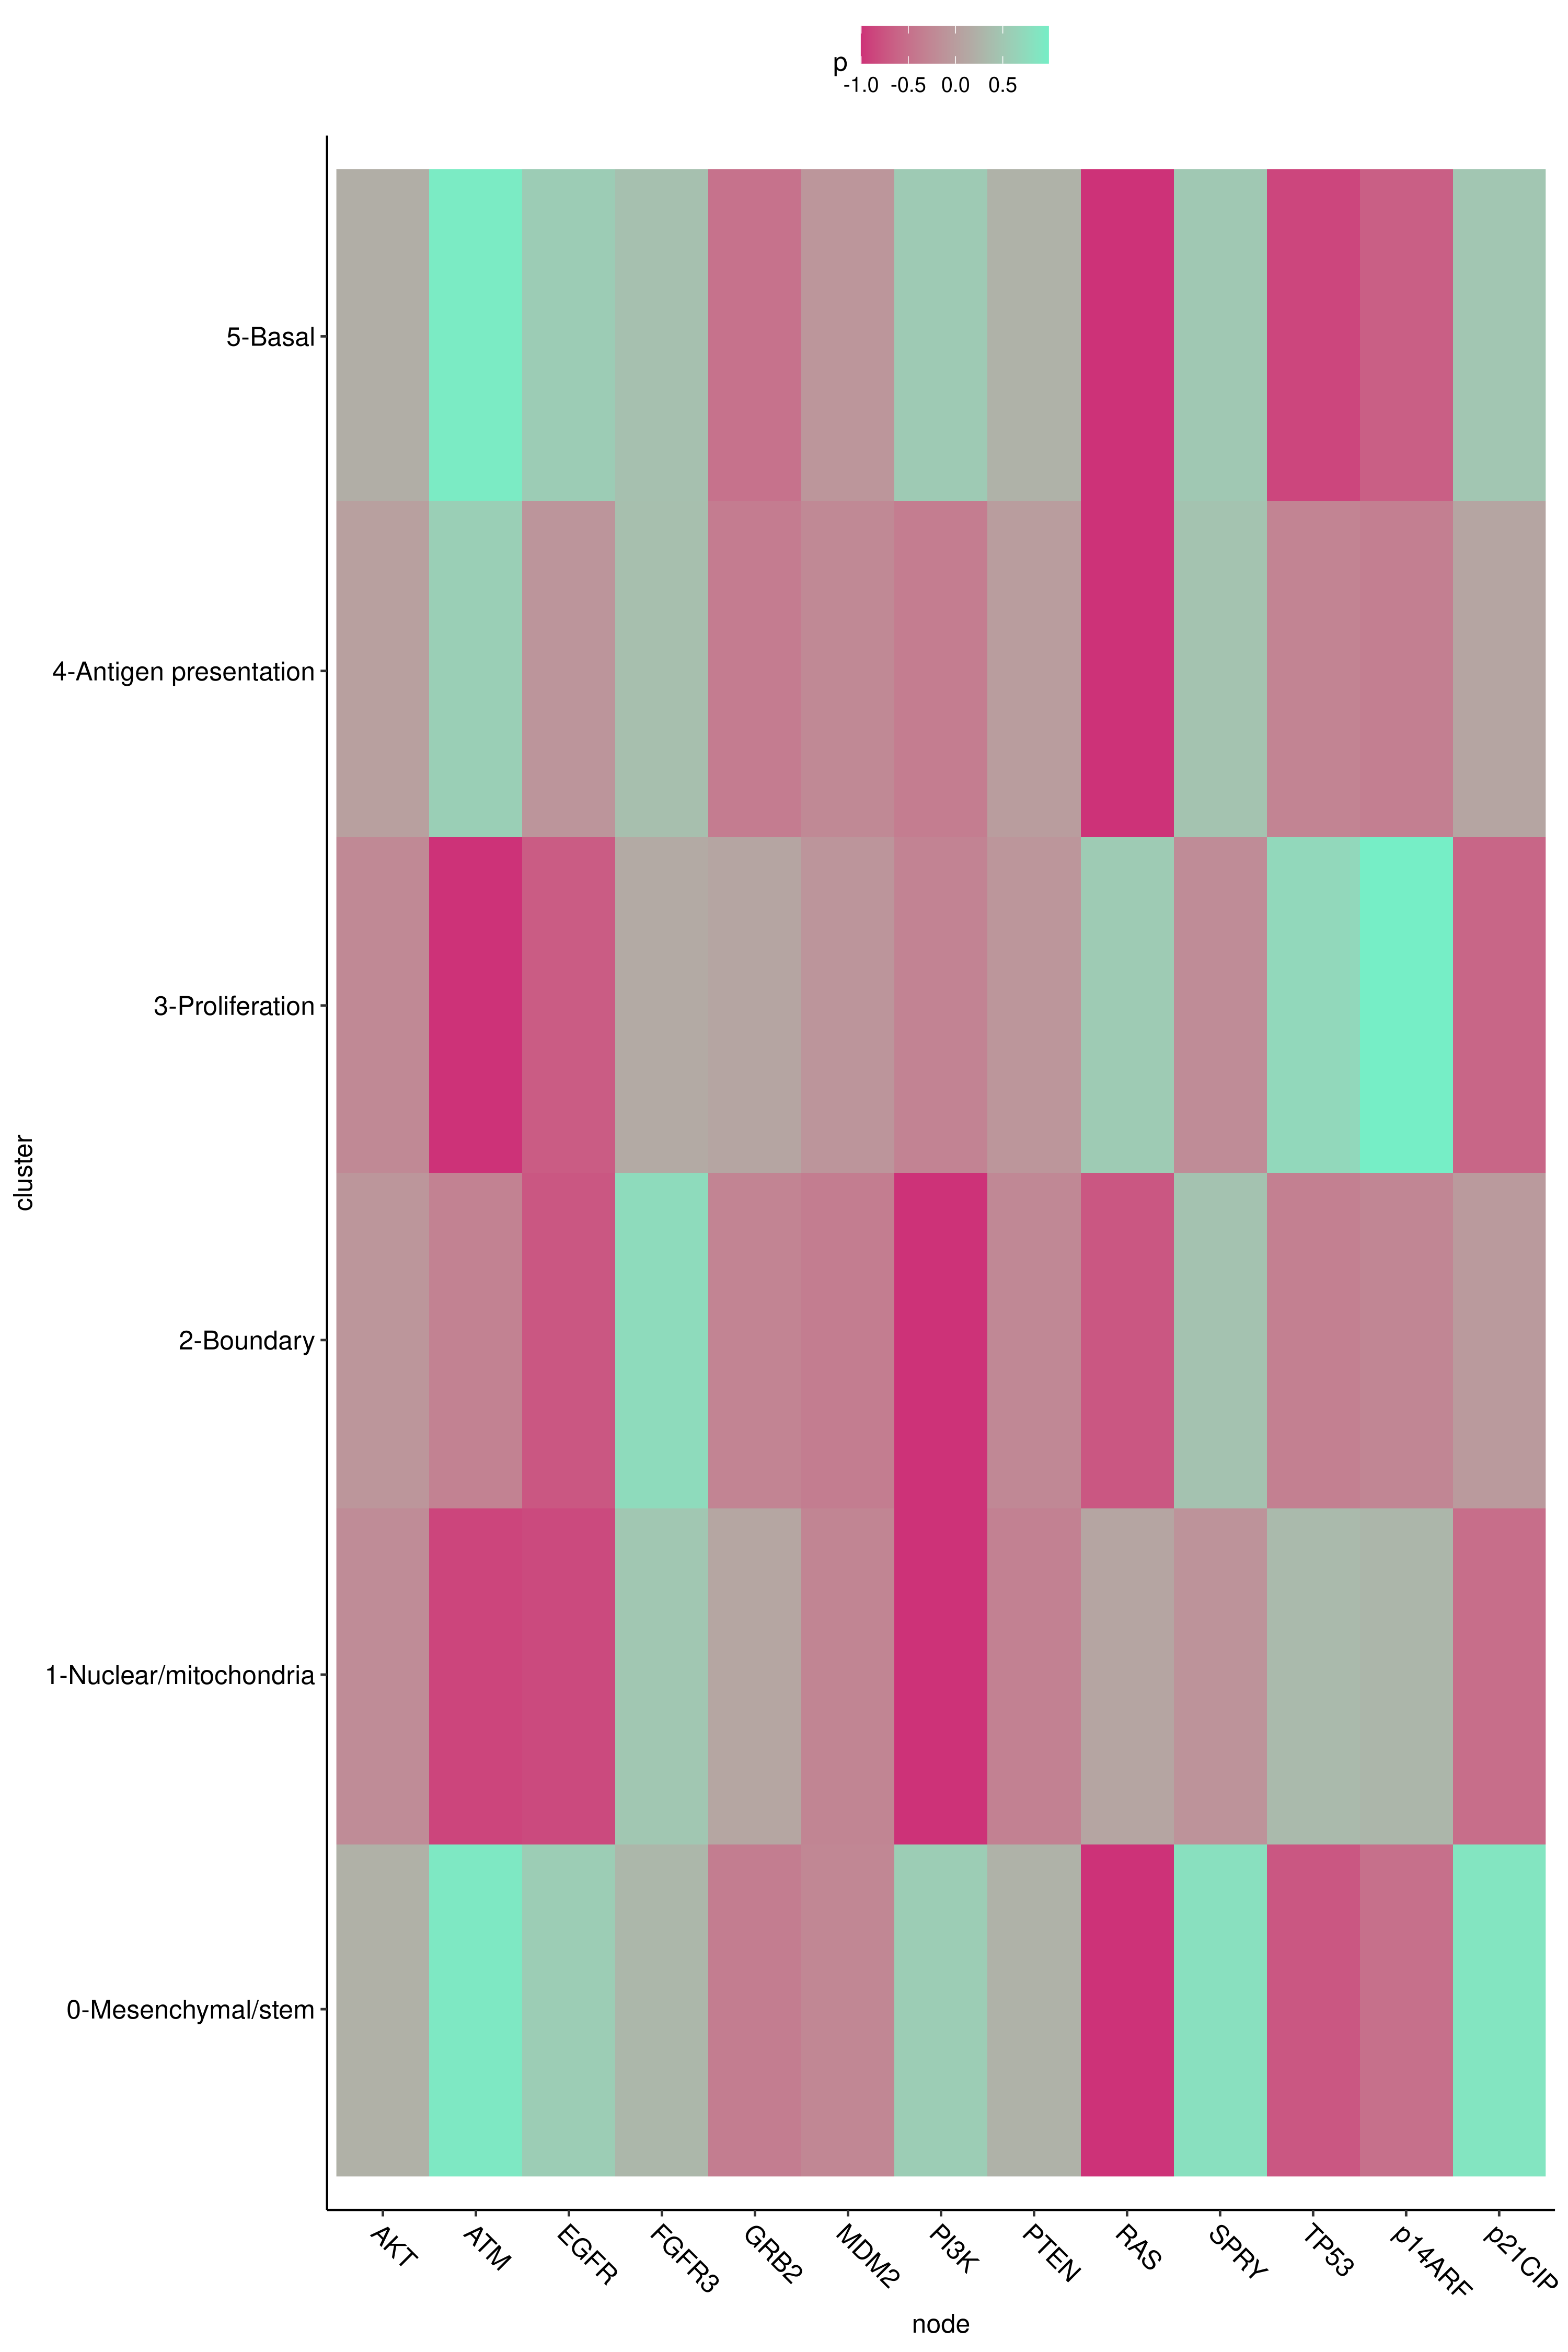 p
-1.0 -0.5 0.0 0.5
5-Basal
4-Antigen presentation
3-Proliferation
2-Boundary
1-Nuclear/mitochondria
0-Mesenchymal/stem
cluster
AKT ATM EGFR FGFR3 GRB2 MDM2 PI3K PTEN RAS SPRY TP53 p14ARF p21CIP
node